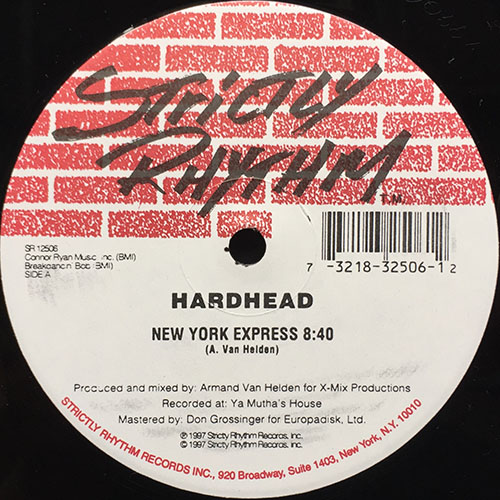 STRICTLY
RHYTHM
T.M.
SR 12506
Connor Ryan Music, Inc. (BMI)
Breakdancin' Bob (BMI)
SIDE A
7 -3218-32506-1 2
HARDHEAD
NEW YORK EXPRESS 8:40
(A. Van Helden)
Produced and mixed by: Armand Van Helden for X-Mix Productions
Recorded at: Ya Mutha's House
Mastered by: Don Grossinger for Europadisk, Ltd.
℗ 1997 Strictly Rhythm Records, Inc.
© 1997 Strictly Rhythm Records, Inc.
STRICTLY RHYTHM RECORDS INC., 920 Broadway, Suite 1403, New York, N.Y. 10010